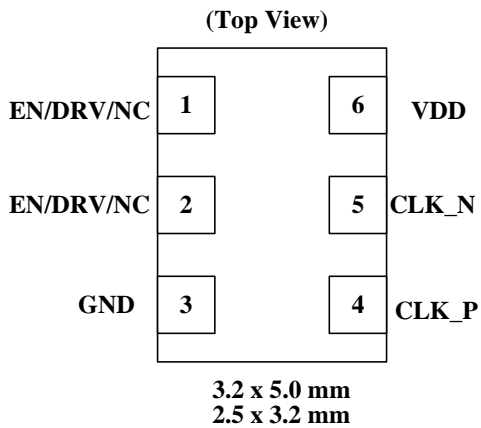 (Top View)
EN/DRV/NC 1 6 VDD
EN/DRV/NC 2 5 CLK_N
GND 3 4 CLK_P
3.2 x 5.0 mm
2.5 x 3.2 mm